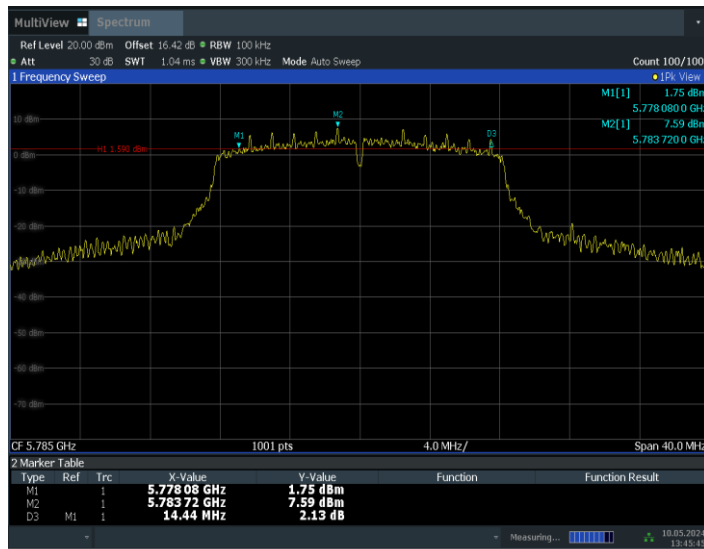 MultiView Spectrum
Ref Level 20.00 dBm Offset 16.42 dB RBW 100 kHz
Att 30 dB SWT 1.04 ms VBW 300 kHz Mode Auto Sweep Count 100/100
1 Frequency Sweep 1Pk View
M1[1] 1.75 dBm
5.778 080 0 GHz
10 dBm M2 M2[1] 7.59 dBm
M1 D3 5.783 720 0 GHz
H1 1.590 dBm
0 dBm
-10 dBm
-20 dBm
-40 dBm
-50 dBm
-60 dBm
-70 dBm
CF 5.785 GHz 1001 pts 4.0 MHz/ Span 40.0 MHz
2 Marker Table
Type Ref Trc X-Value Y-Value Function Function Result
M1 1 5.778 08 GHz 1.75 dBm
M2 1 5.783 72 GHz 7.59 dBm
D3 M1 1 14.44 MHz 2.13 dB
Measuring... 10.05.2024
13:45:45